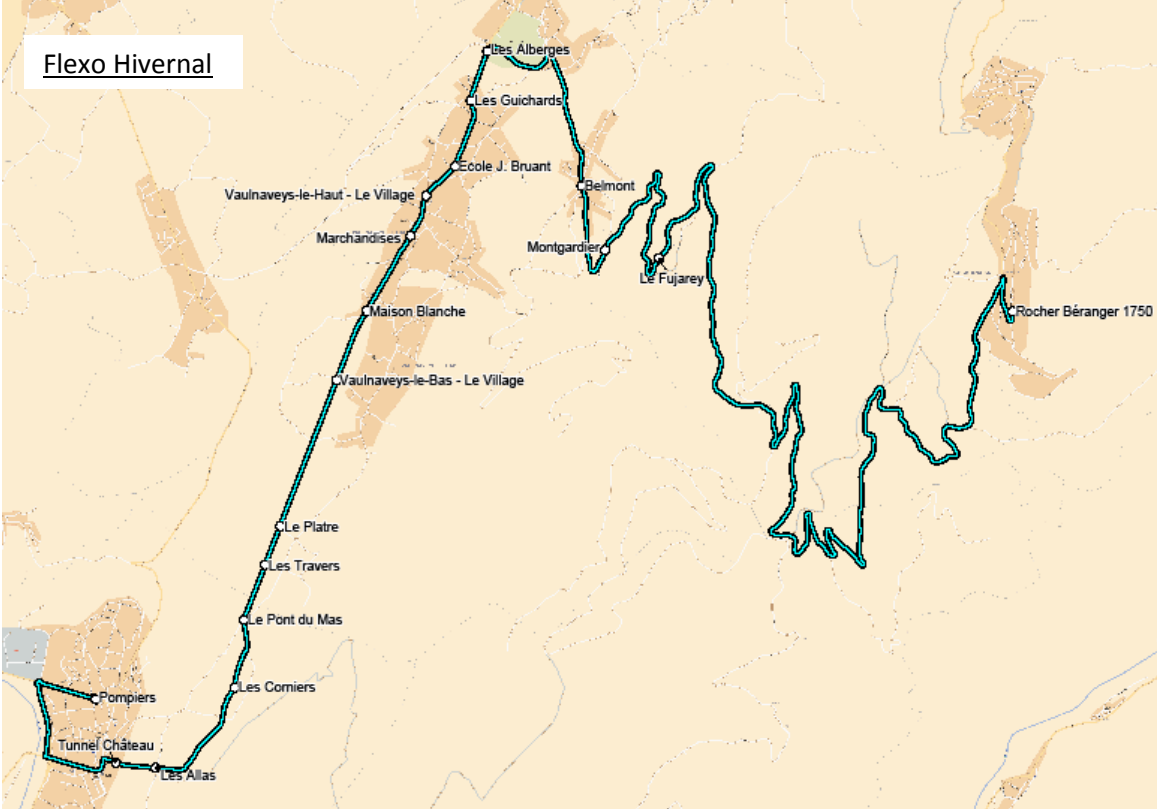 Flexo Hivernal
Les Alberges
Les Guichards
Ecole J. Bruant
Belmont
Vaulnaveys-le-Haut - Le Village
Marchandises
Montgardier
Le Fujarey
Maison Blanche
Rocher Béranger 1750
Vaulnaveys-le-Bas - Le Village
Le Platre
Les Travers
Le Pont du Mas
Les Corniers
Pompiers
Tunnel Château
Les Allas